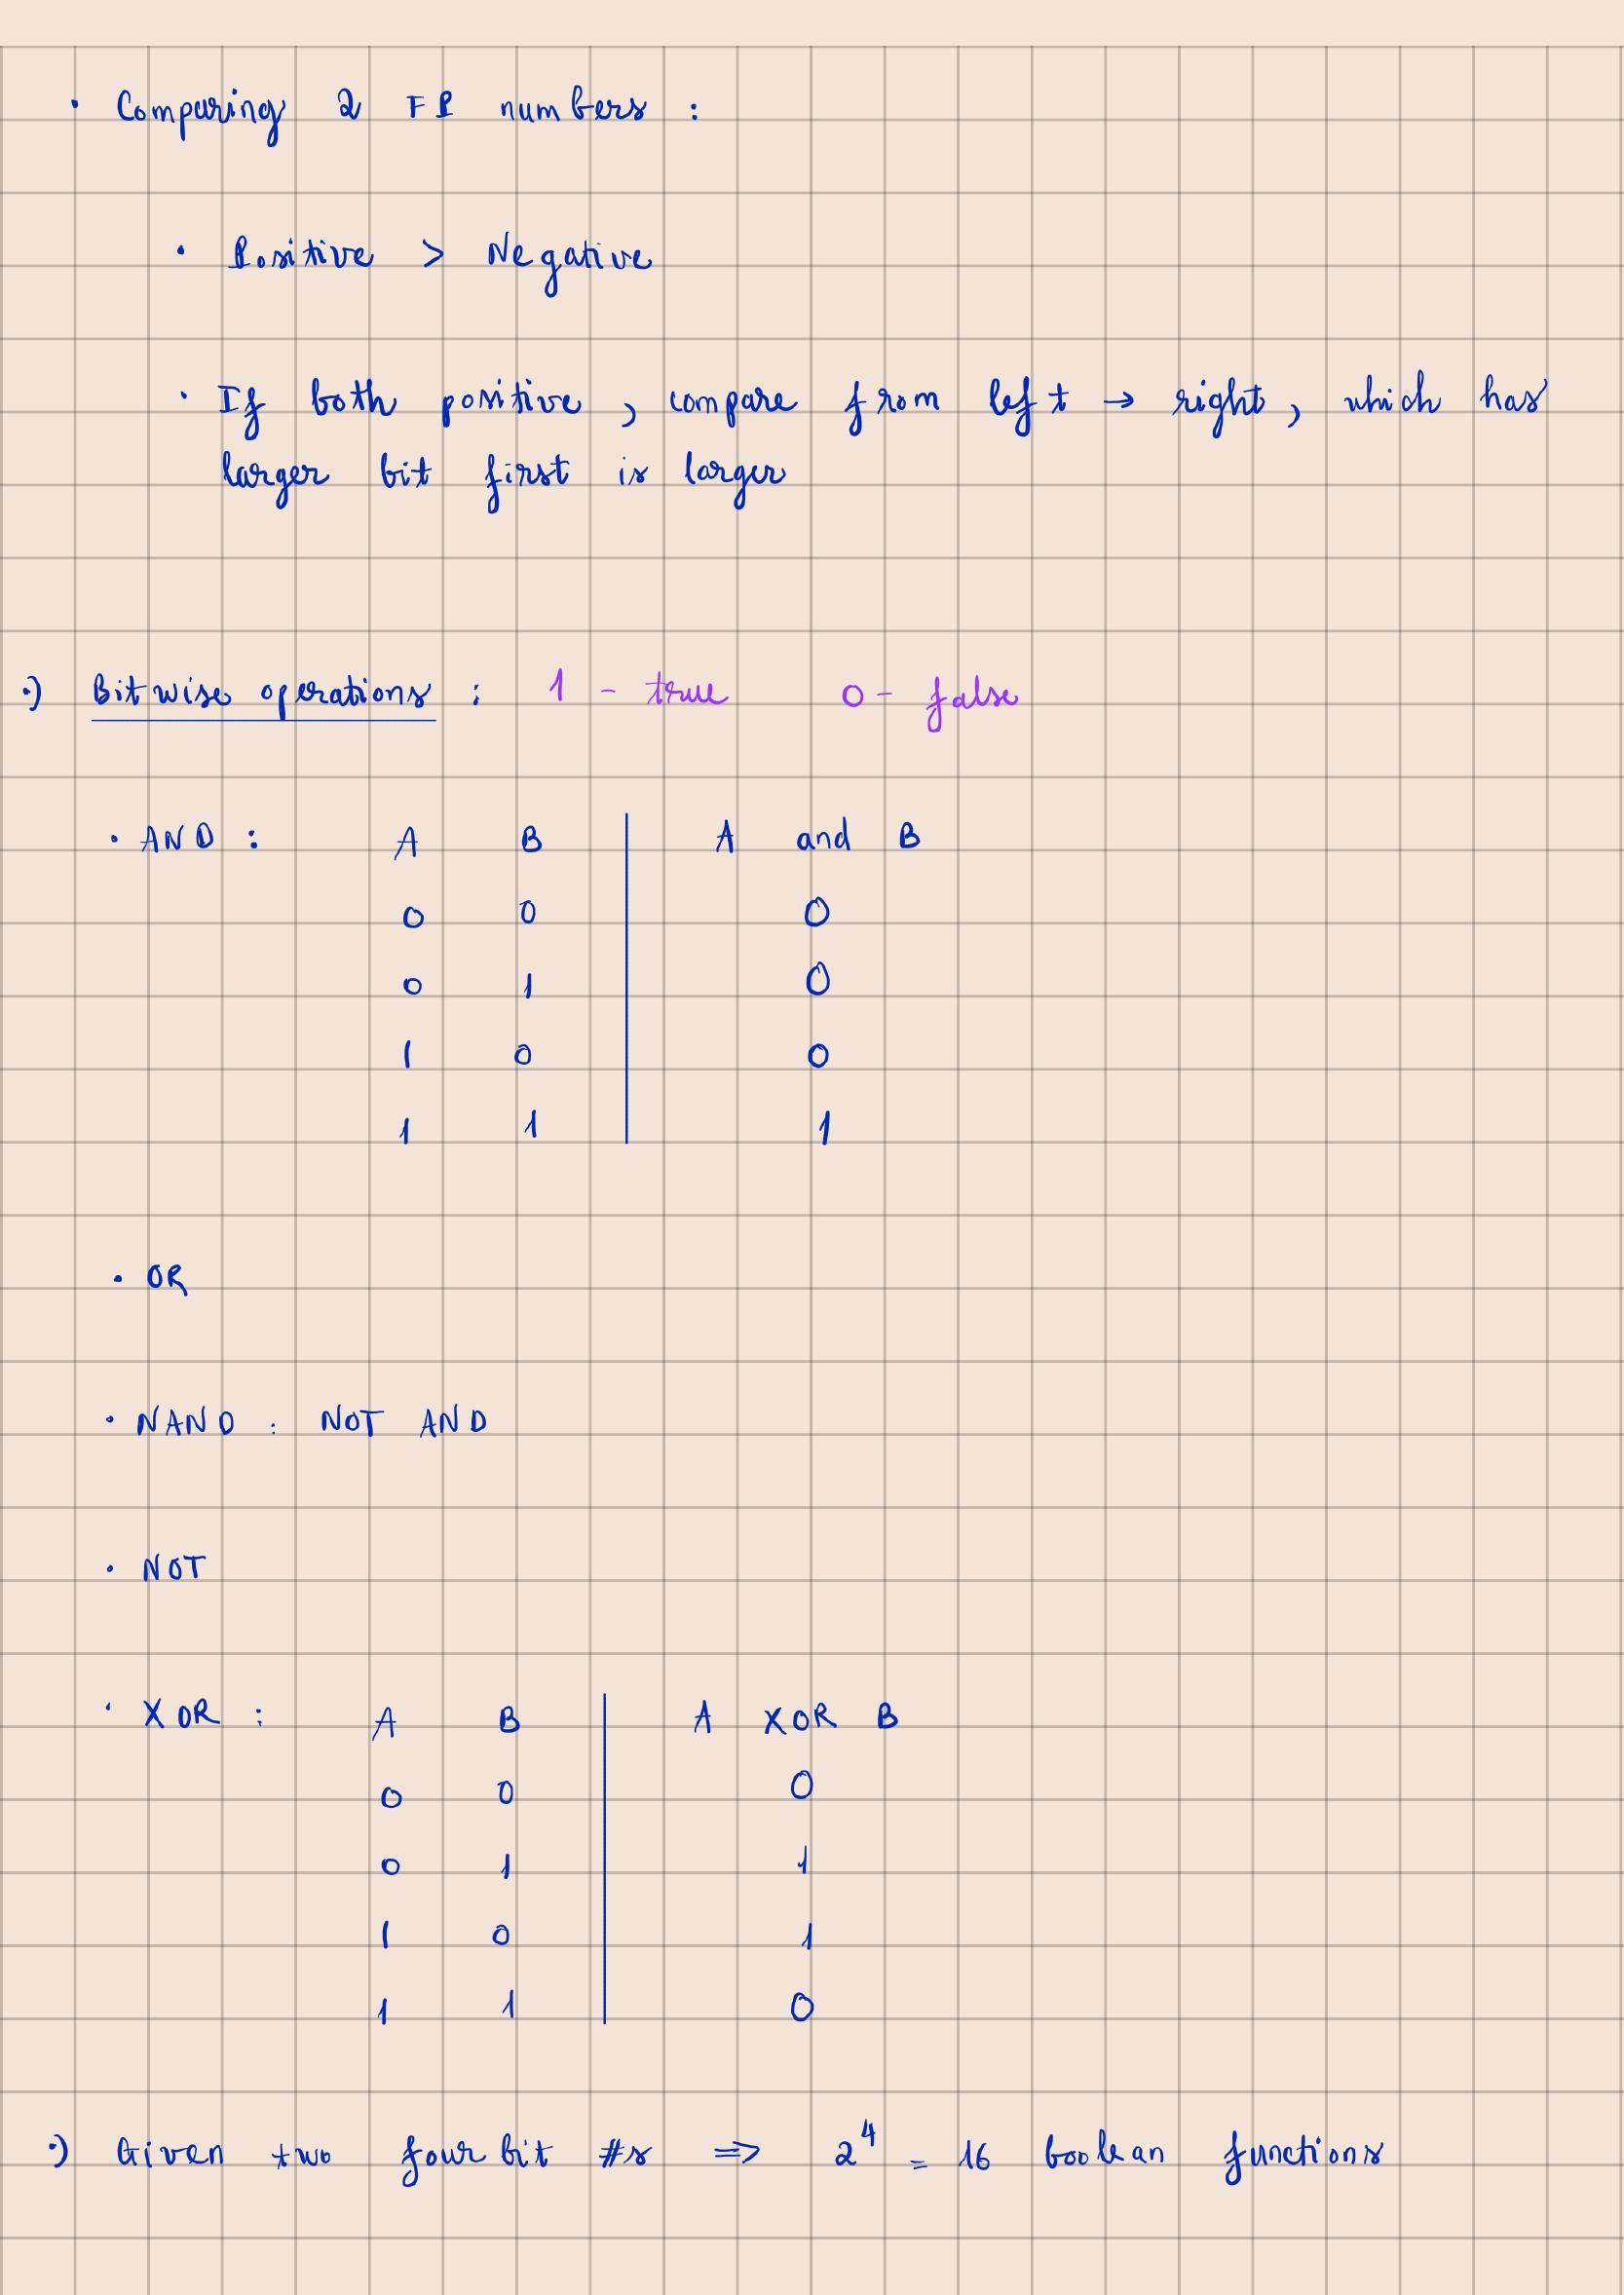 • Comparing 2 FP numbers :
• Positive > Negative
• If both positive , compare from left → right , which has
larger bit first is larger
•) Bitwise operations : 1 - true 0 - false
• AND : A B | A and B
0 0 | 0
0 1 | 0
1 0 | 0
1 1 | 1
• OR
• NAND : NOT AND
• NOT
• XOR : A B | A XOR B
0 0 | 0
0 1 | 1
1 0 | 1
1 1 | 0
•) Given two four bit #s ⇒ 2⁴ = 16 boolean functions